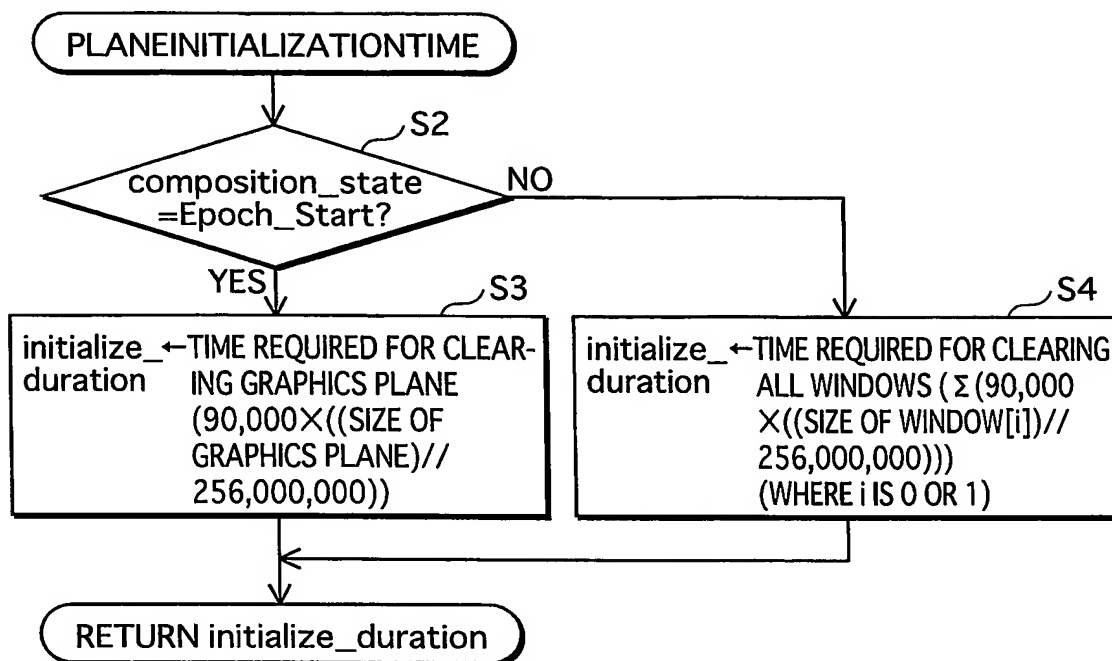 PLANEINITIALIZATIONTIME
S2
composition_state
=Epoch_Start?
NO
YES
S3
initialize_←TIME REQUIRED FOR CLEAR-
duration ING GRAPHICS PLANE
(90,000×((SIZE OF
GRAPHICS PLANE)//
256,000,000))
S4
initialize_←TIME REQUIRED FOR CLEARING
duration ALL WINDOWS (Σ(90,000
×((SIZE OF WINDOW[i])//
256,000,000)))
(WHERE i IS 0 OR 1)
RETURN initialize_duration